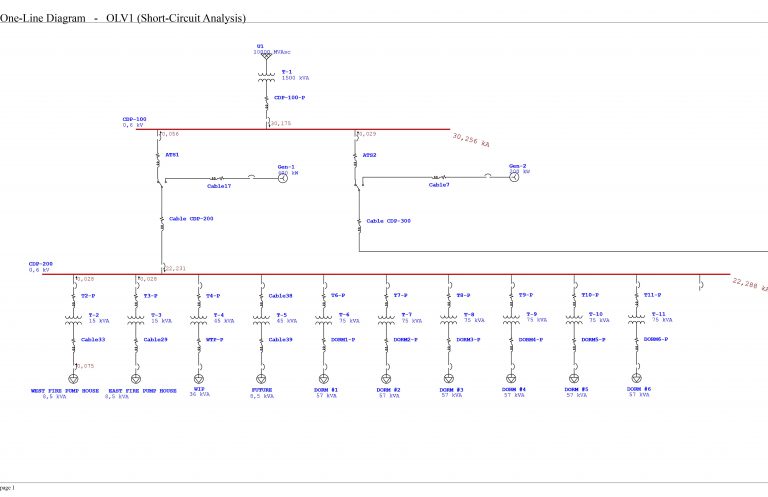 One-Line Diagram - OLV1 (Short-Circuit Analysis)
U1
T-1
1500 kVA
CDP-100-P
CDP-100
0,6 kV
30,175
0,056
0,029
30,256 kA
ATS1
ATS2
Gen-1
Gen-2
Cable17
Cable7
Cable CDP-200
Cable CDP-300
CDP-200
0,6 kV
22,231
22,288 kA
0,028
0,028
T2-P
T3-P
T4-P
Cable38
T6-P
T7-P
T8-P
T9-P
T10-P
T11-P
T-2
T-3
T-4
T-5
T-6
T-7
T-8
T-9
T-10
T-11
15 kVA
15 kVA
45 kVA
45 kVA
75 kVA
75 kVA
75 kVA
75 kVA
75 kVA
75 kVA
Cable33
Cable29
WTP-P
Cable39
DORM1-P
DORM2-P
DORM3-P
DORM4-P
DORM5-P
DORM6-P
0,075
WEST FIRE PUMP HOUSE
EAST FIRE PUMP HOUSE
FUTURE
DORM #1
DORM #2
DORM #3
DORM #4
DORM #5
DORM #6
8,5 kVA
8,5 kVA
36 kVA
8,5 kVA
57 kVA
57 kVA
57 kVA
57 kVA
57 kVA
57 kVA
page 1